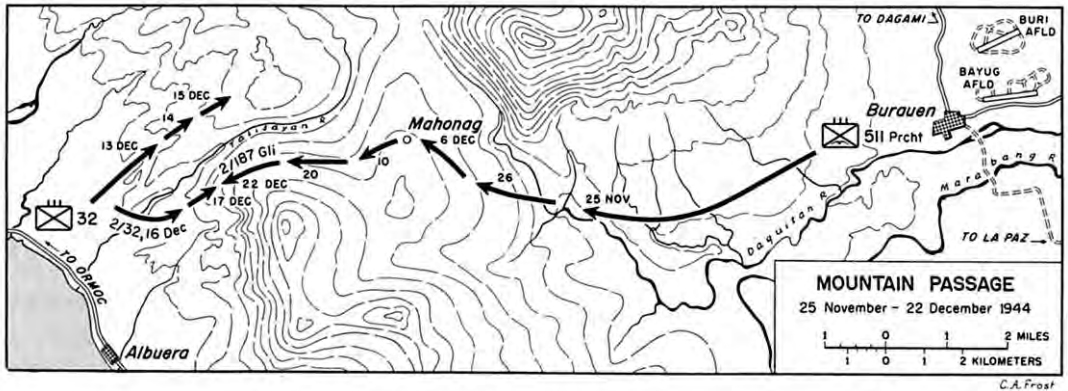 TO DAGAMI
BURI
AFLD
BAYUG
AFLD
Burauen
511 Prcht
15 DEC
14
13 DEC
Talisayan R
2/187 Gli
Mahonag
6 DEC
10
20
22 DEC
17 DEC
26
25 NOV
32
2/32, 16 Dec
Daguitan R
Marabang R
TO LA PAZ
TO ORMOC
Albuera
MOUNTAIN PASSAGE
25 November – 22 December 1944
1 0 1 2 MILES
1 0 1 2 KILOMETERS
C.A. Frost